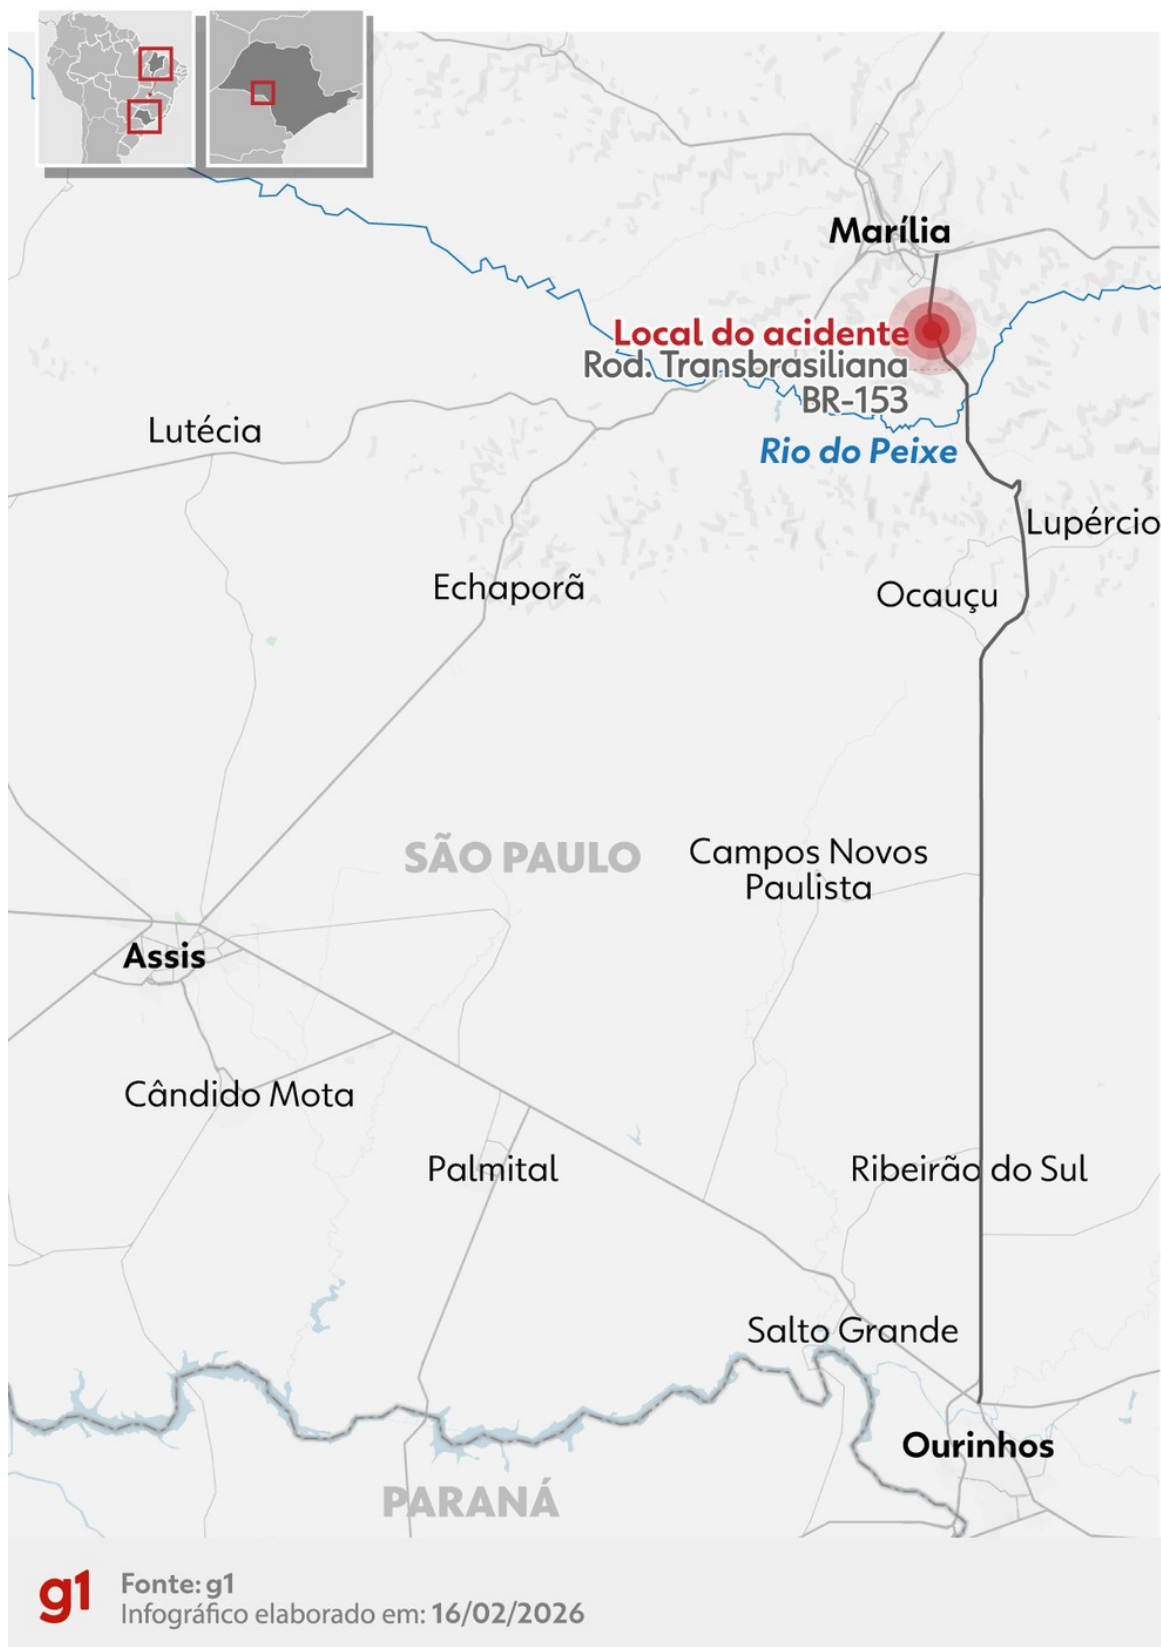 Marília
Local do acidente
Rod. Transbrasiliana
BR-153
Rio do Peixe
Lutécia
Lupércio
Echaporã
Ocauçu
SÃO PAULO
Campos Novos
Paulista
Assis
Cândido Mota
Palmital
Ribeirão do Sul
Salto Grande
Ourinhos
PARANÁ
g1
Fonte: g1
Infográfico elaborado em: 16/02/2026